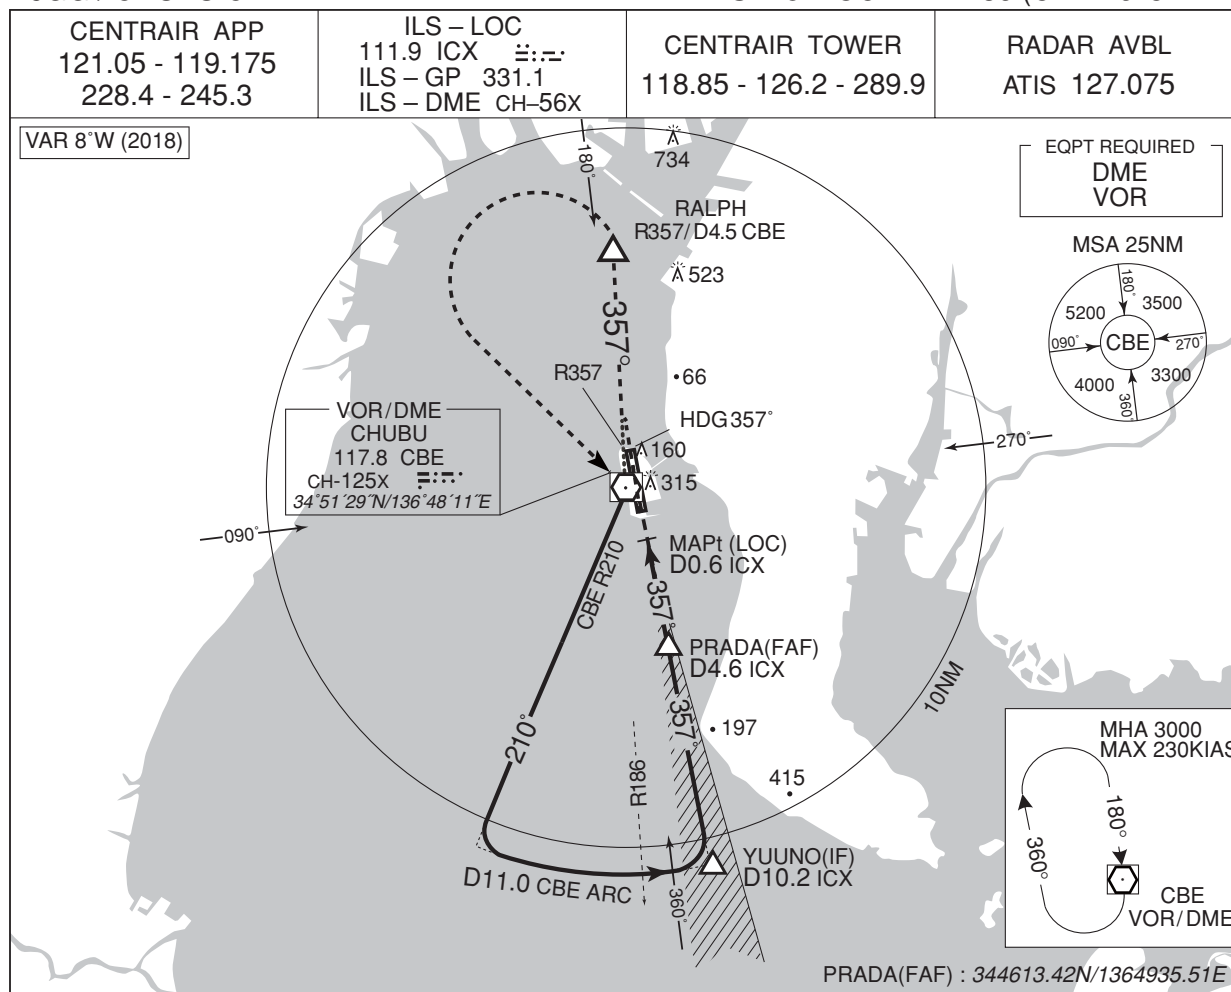 CENTRAIR APP
121.05 - 119.175
228.4 - 245.3
ILS – LOC
111.9 ICX
ILS – GP 331.1
ILS – DME CH–56X
CENTRAIR TOWER
118.85 - 126.2 - 289.9
RADAR AVBL
ATIS 127.075
VAR 8°W (2018)
180°
734
EQPT REQUIRED
DME
VOR
RALPH
R357/D4.5 CBE
523
MSA 25NM
180°
5200
3500
090°
CBE
270°
4000
3300
360°
357°
R357
66
HDG357°
VOR/DME
CHUBU
117.8 CBE
CH-125X
34°51´29˝N/136°48´11˝E
160
315
270°
090°
MAPt (LOC)
D0.6 ICX
CBE R210
357°
PRADA(FAF)
D4.6 ICX
10NM
357°
197
210°
R186
415
MHA 3000
MAX 230KIAS
180°
360°
CBE
VOR/DME
YUUNO(IF)
D10.2 ICX
D11.0 CBE ARC
360°
PRADA(FAF) : 344613.42N/1364935.51E